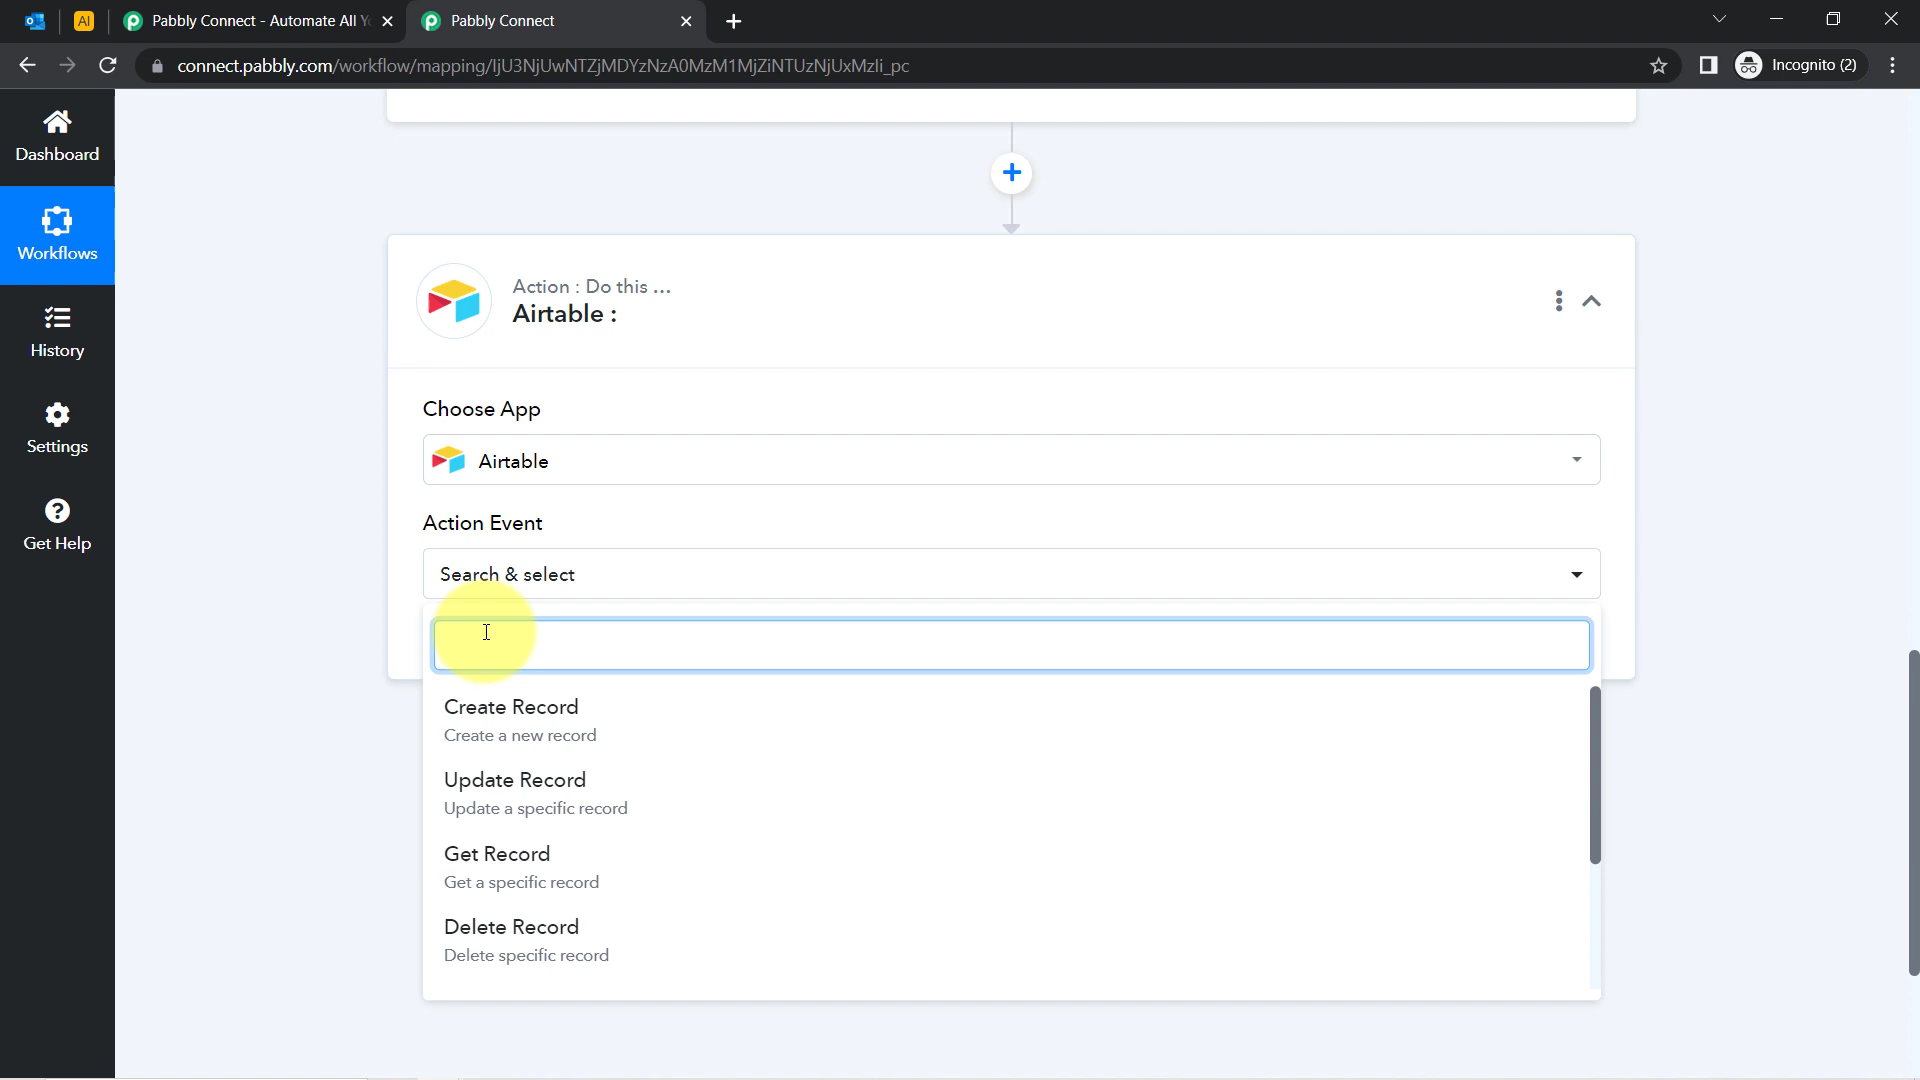 AI
Pabbly Connect - Automate All Y
Pabbly Connect
connect.pabbly.com/workflow/mapping/IjU3NjUwNTZjMDYzNzA0MzM1MjZiNTUzNjUxMzIi_pc
Incognito (2)
Dashboard
Workflows
History
Settings
Get Help
Action : Do this ...
Airtable :
Choose App
Airtable
Action Event
Search & select
Create Record
Create a new record
Update Record
Update a specific record
Get Record
Get a specific record
Delete Record
Delete specific record